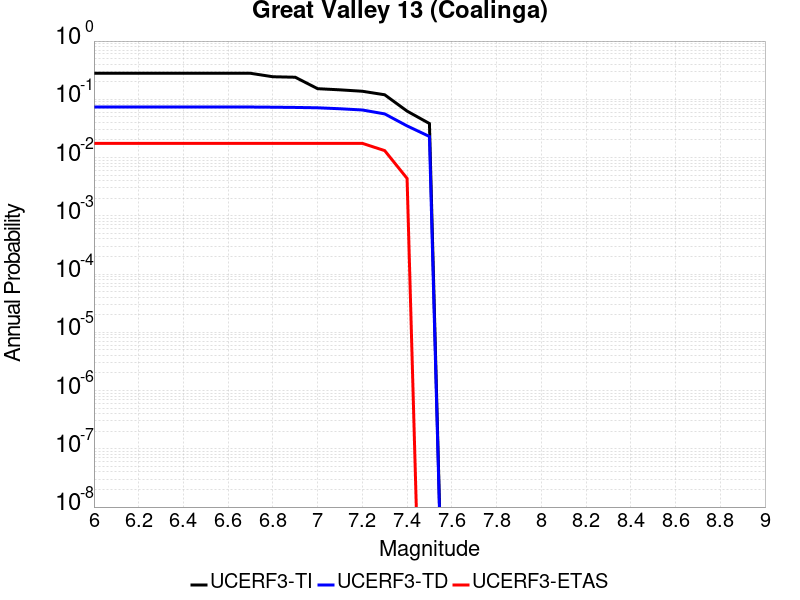 Great Valley 13 (Coalinga)
10^0
10^-1
10^-2
10^-3
10^-4
10^-5
10^-6
10^-7
10^-8
Annual Probability
6 6.2 6.4 6.6 6.8 7 7.2 7.4 7.6 7.8 8 8.2 8.4 8.6 8.8 9
Magnitude
UCERF3-TI UCERF3-TD UCERF3-ETAS